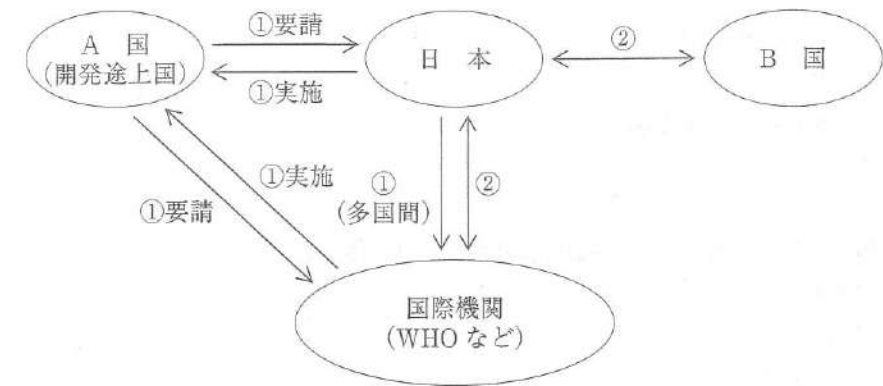 A 国
(開発途上国)
①要請
①実施
日 本
②
B 国
①実施
①要請
①
(多国間)
②
国際機関
(WHO など)